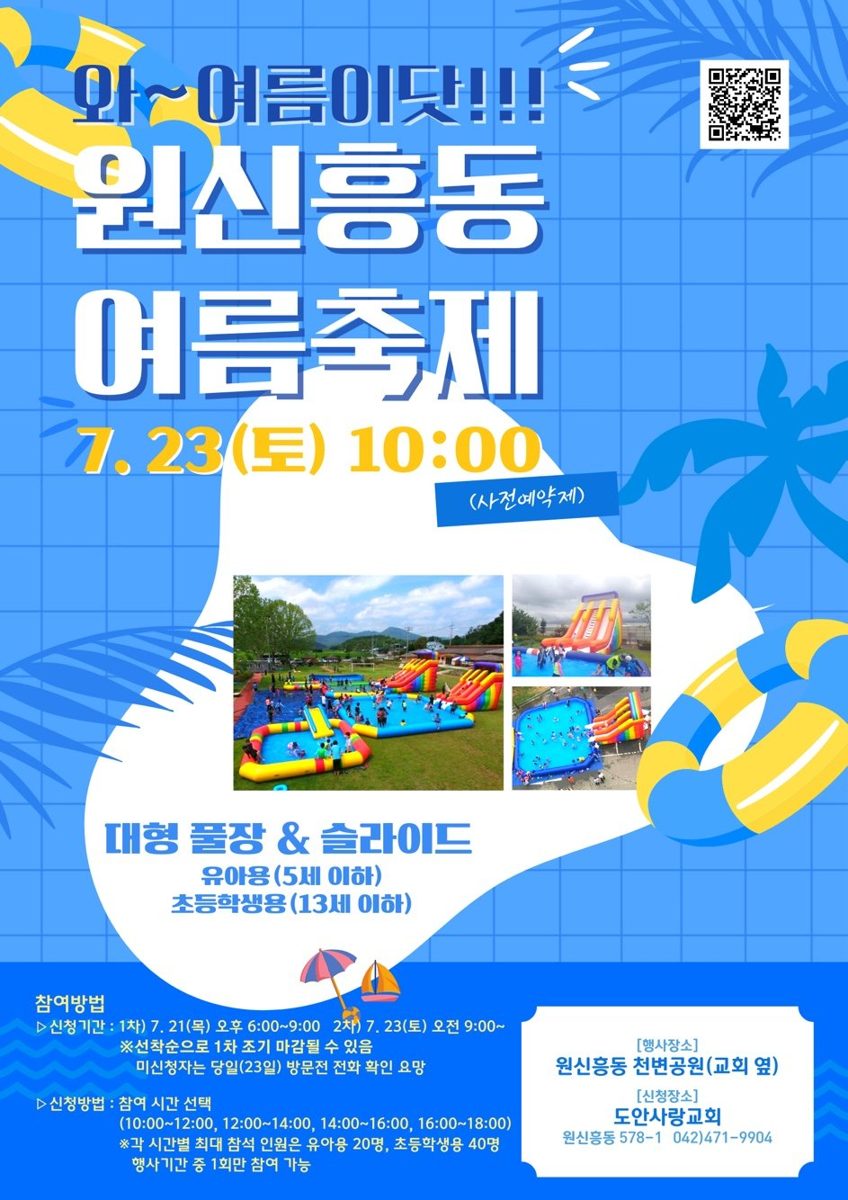 와~여름이닷!!!
원신흥동
여름축제
7. 23(토) 10:00
(사전예약제)
대형 풀장 & 슬라이드
유아용(5세 이하)
초등학생용(13세 이하)
참여방법
▷신청기간 : 1차) 7. 21(목) 오후 6:00~9:00 2차) 7. 23(토) 오전 9:00~
※선착순으로 1차 조기 마감될 수 있음
미신청자는 당일(23일) 방문전 전화 확인 요망
▷신청방법 : 참여 시간 선택
(10:00~12:00, 12:00~14:00, 14:00~16:00, 16:00~18:00)
※각 시간별 최대 참석 인원은 유아용 20명, 초등학생용 40명
행사기간 중 1회만 참여 가능
[행사장소]
원신흥동 천변공원(교회 옆)
[신청장소]
도안사랑교회
원신흥동 578-1 042)471-9904